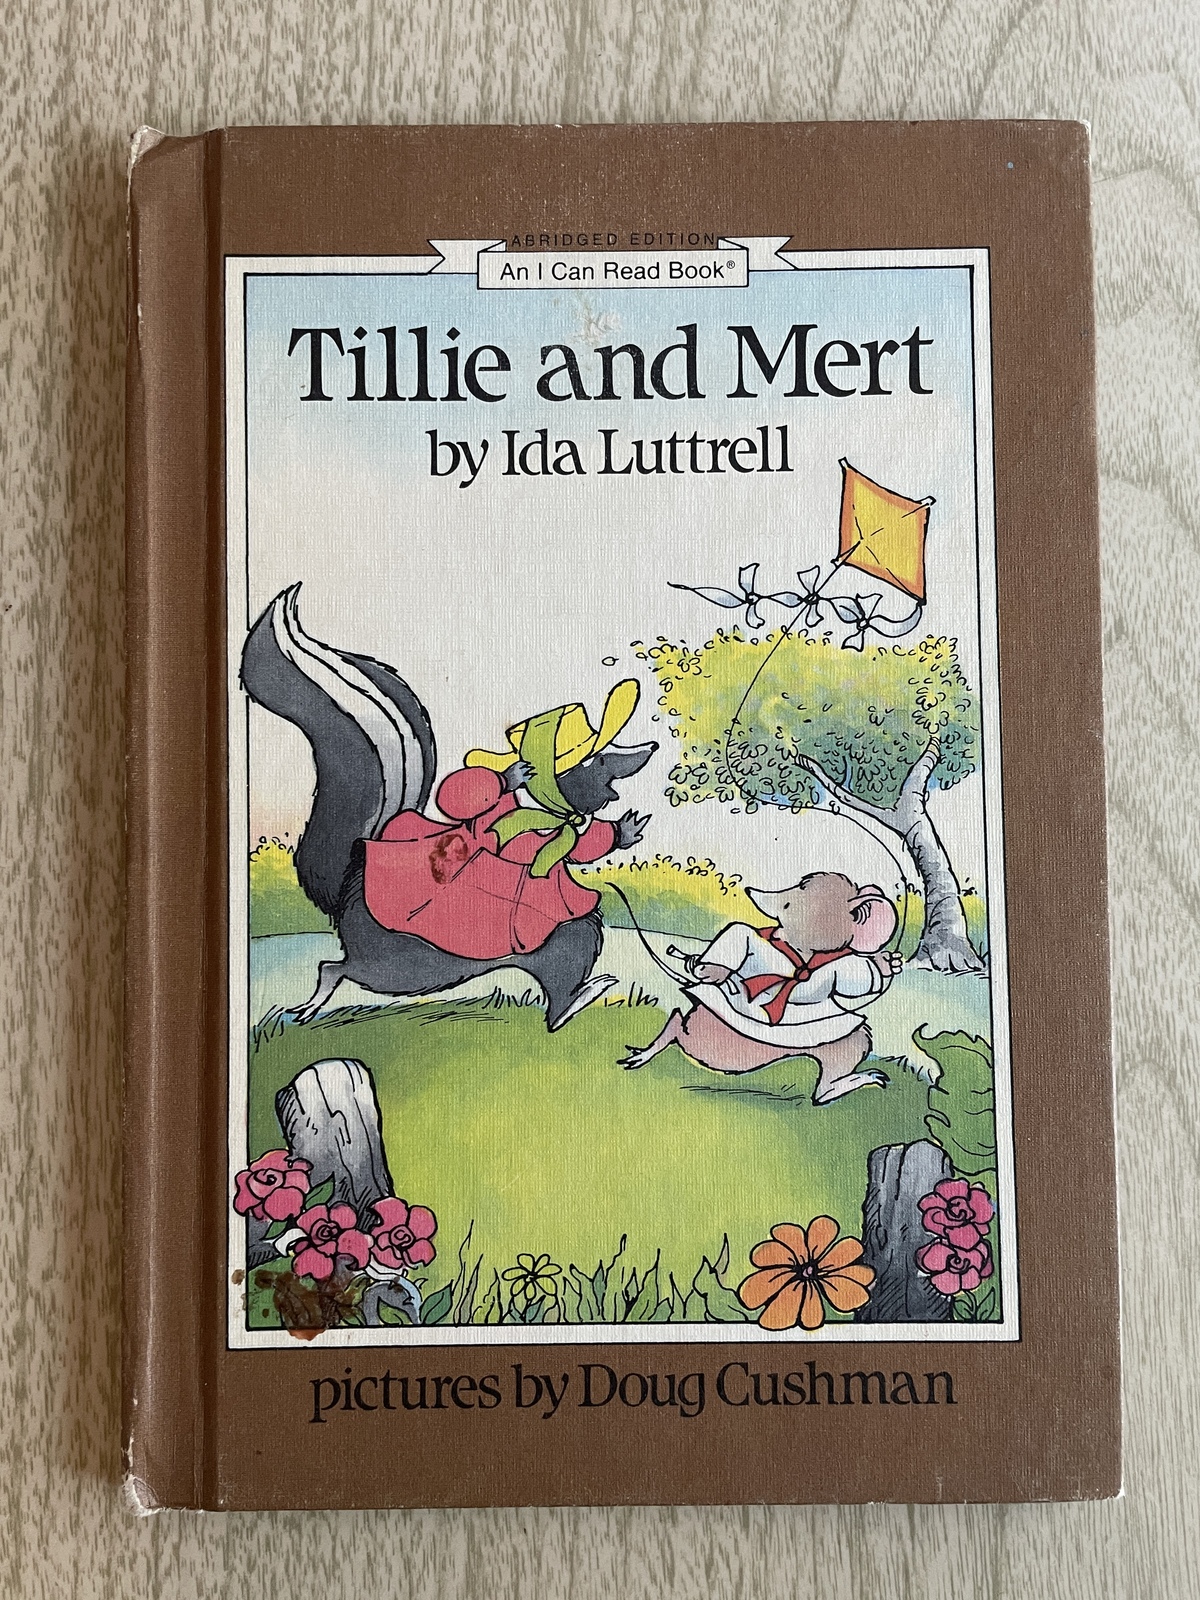 ABRIDGED EDITION
An I Can Read Book®
Tillie and Mert
by Ida Luttrell
pictures by Doug Cushman